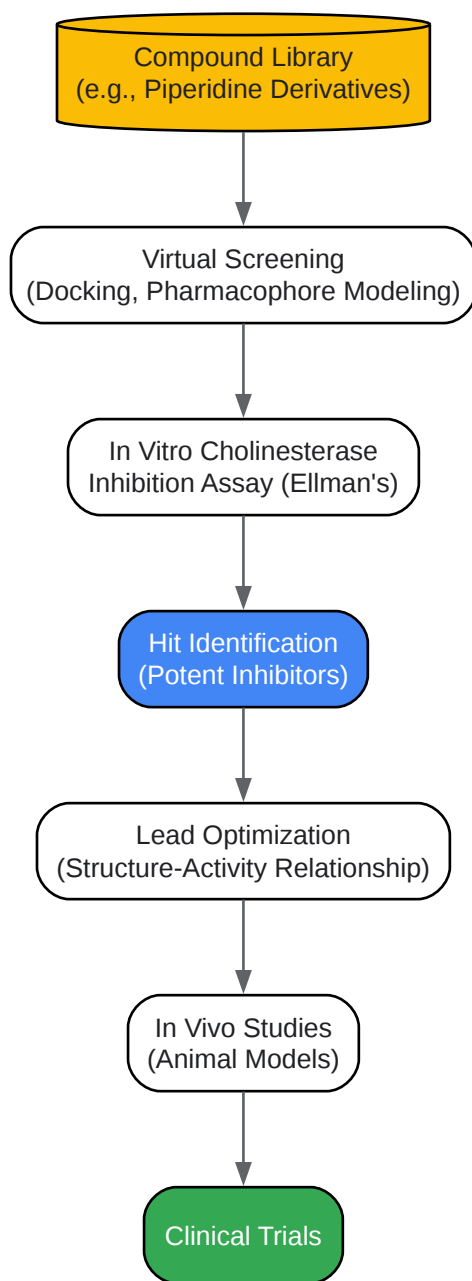 Compound Library
(e.g., Piperidine Derivatives)
Virtual Screening
(Docking, Pharmacophore Modeling)
In Vitro Cholinesterase
Inhibition Assay (Ellman's)
Hit Identification
(Potent Inhibitors)
Lead Optimization
(Structure-Activity Relationship)
In Vivo Studies
(Animal Models)
Clinical Trials